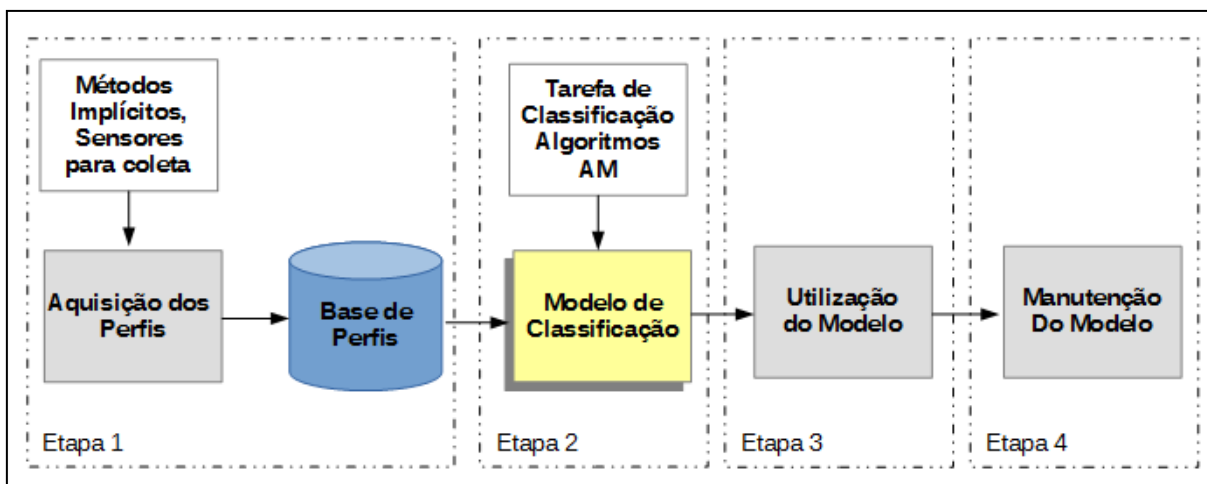 Métodos
Implícitos,
Sensores
para coleta
Aquisição dos
Perfis
Base de
Perfis
Etapa 1
Tarefa de
Classificação
Algoritmos
AM
Modelo de
Classificação
Etapa 2
Utilização
do Modelo
Etapa 3
Manutenção
Do Modelo
Etapa 4